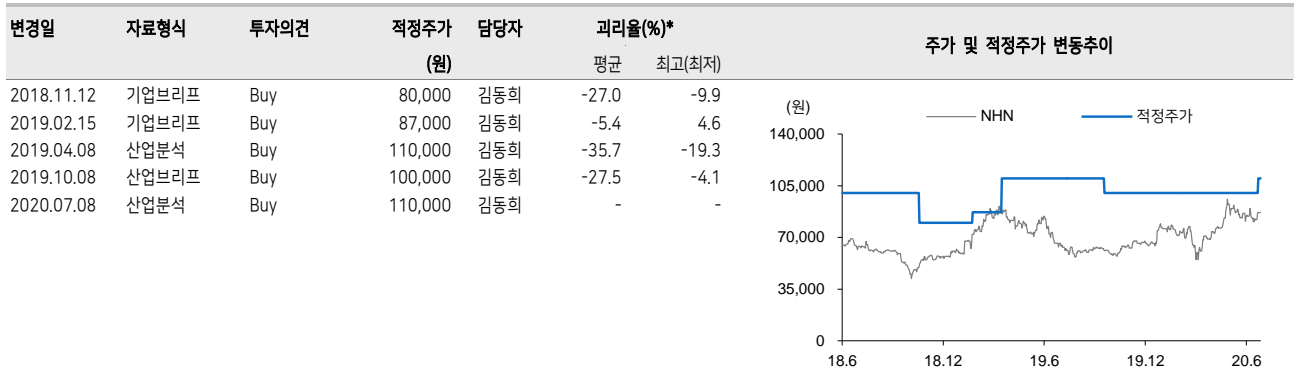 변경일 자료형식 투자의견 적정주가 담당자 괴리율(%)*
(원) 평균 최고(최저)
2018.11.12 기업브리프 Buy 80,000 김동희 -27.0 -9.9
2019.02.15 기업브리프 Buy 87,000 김동희 -5.4 4.6
2019.04.08 산업분석 Buy 110,000 김동희 -35.7 -19.3
2019.10.08 산업브리프 Buy 100,000 김동희 -27.5 -4.1
2020.07.08 산업분석 Buy 110,000 김동희 - -
주가 및 적정주가 변동추이
(원)
NHN 적정주가
140,000
105,000
70,000
35,000
0
18.6 18.12 19.6 19.12 20.6